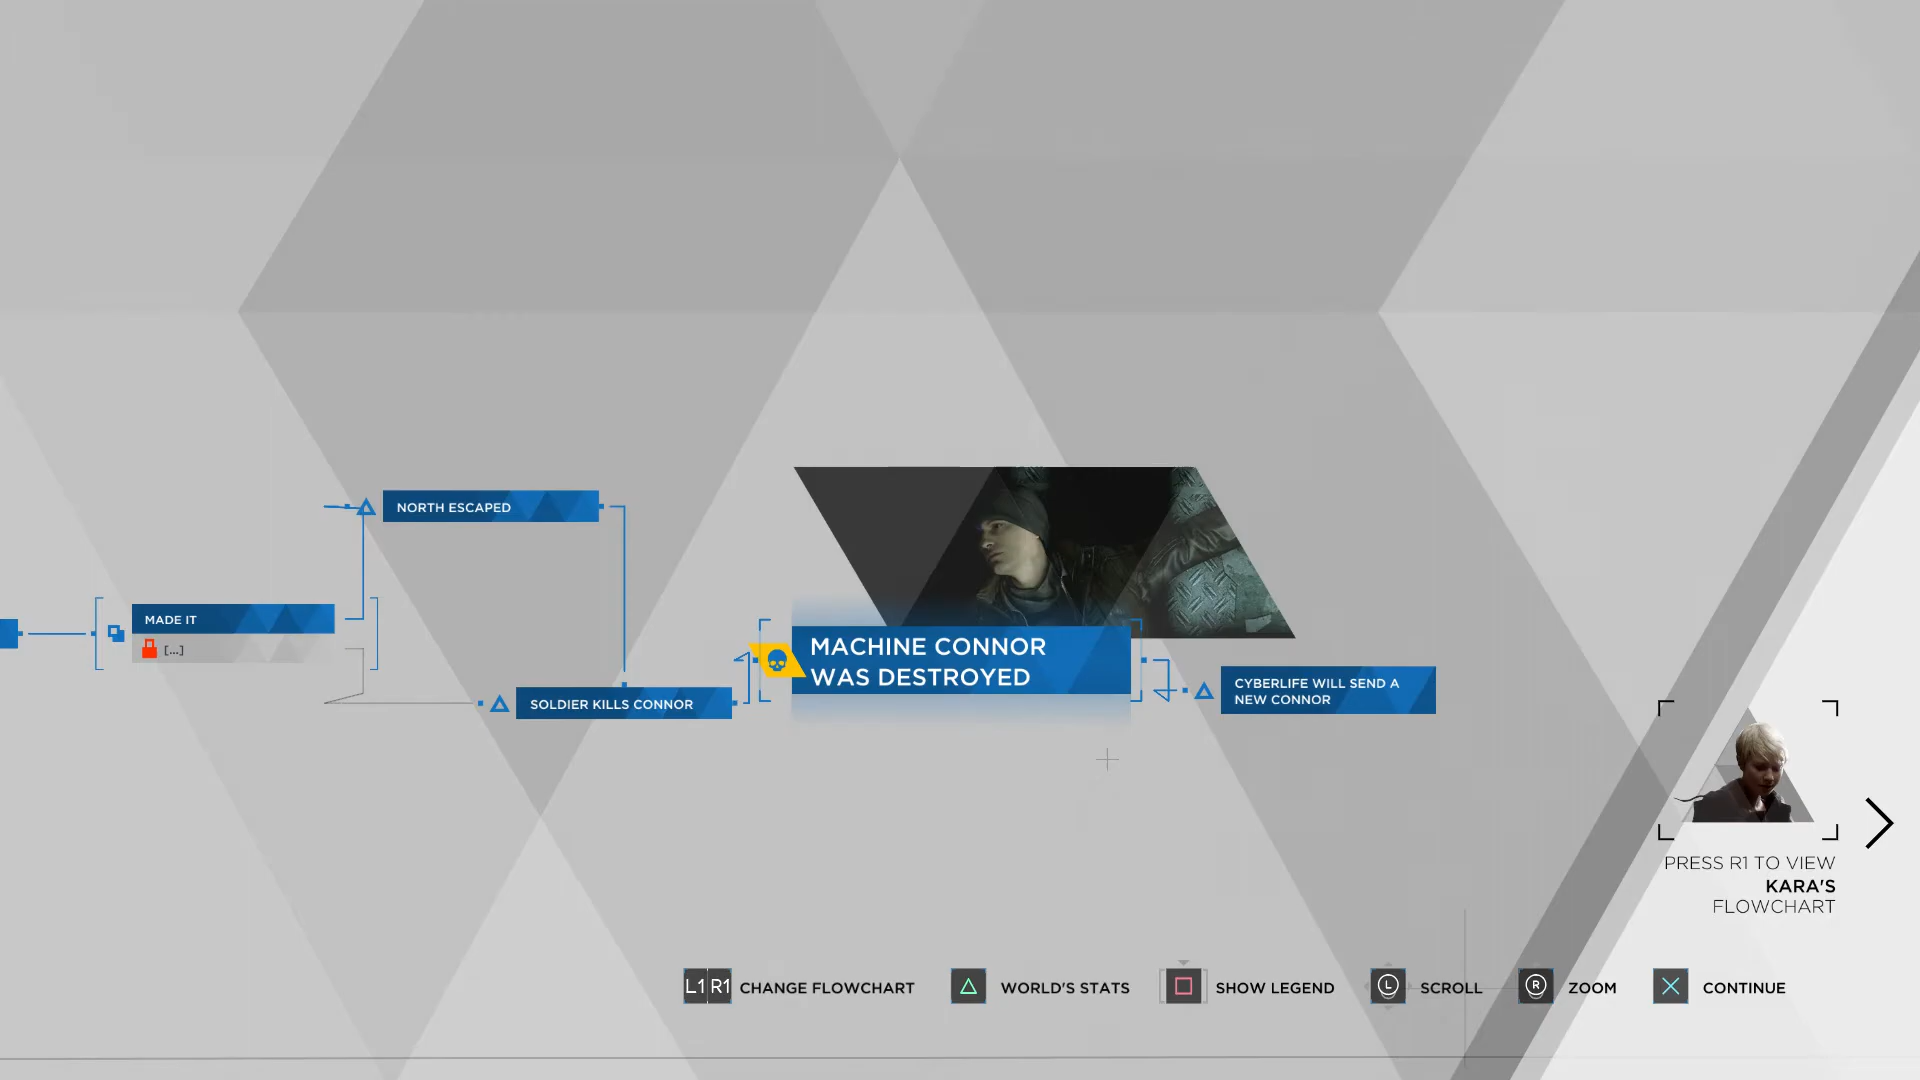 NORTH ESCAPED
MADE IT
[...]
SOLDIER KILLS CONNOR
MACHINE CONNOR
WAS DESTROYED
CYBERLIFE WILL SEND A
NEW CONNOR
PRESS R1 TO VIEW
KARA'S
FLOWCHART
L1 R1 CHANGE FLOWCHART WORLD'S STATS SHOW LEGEND L SCROLL R ZOOM CONTINUE